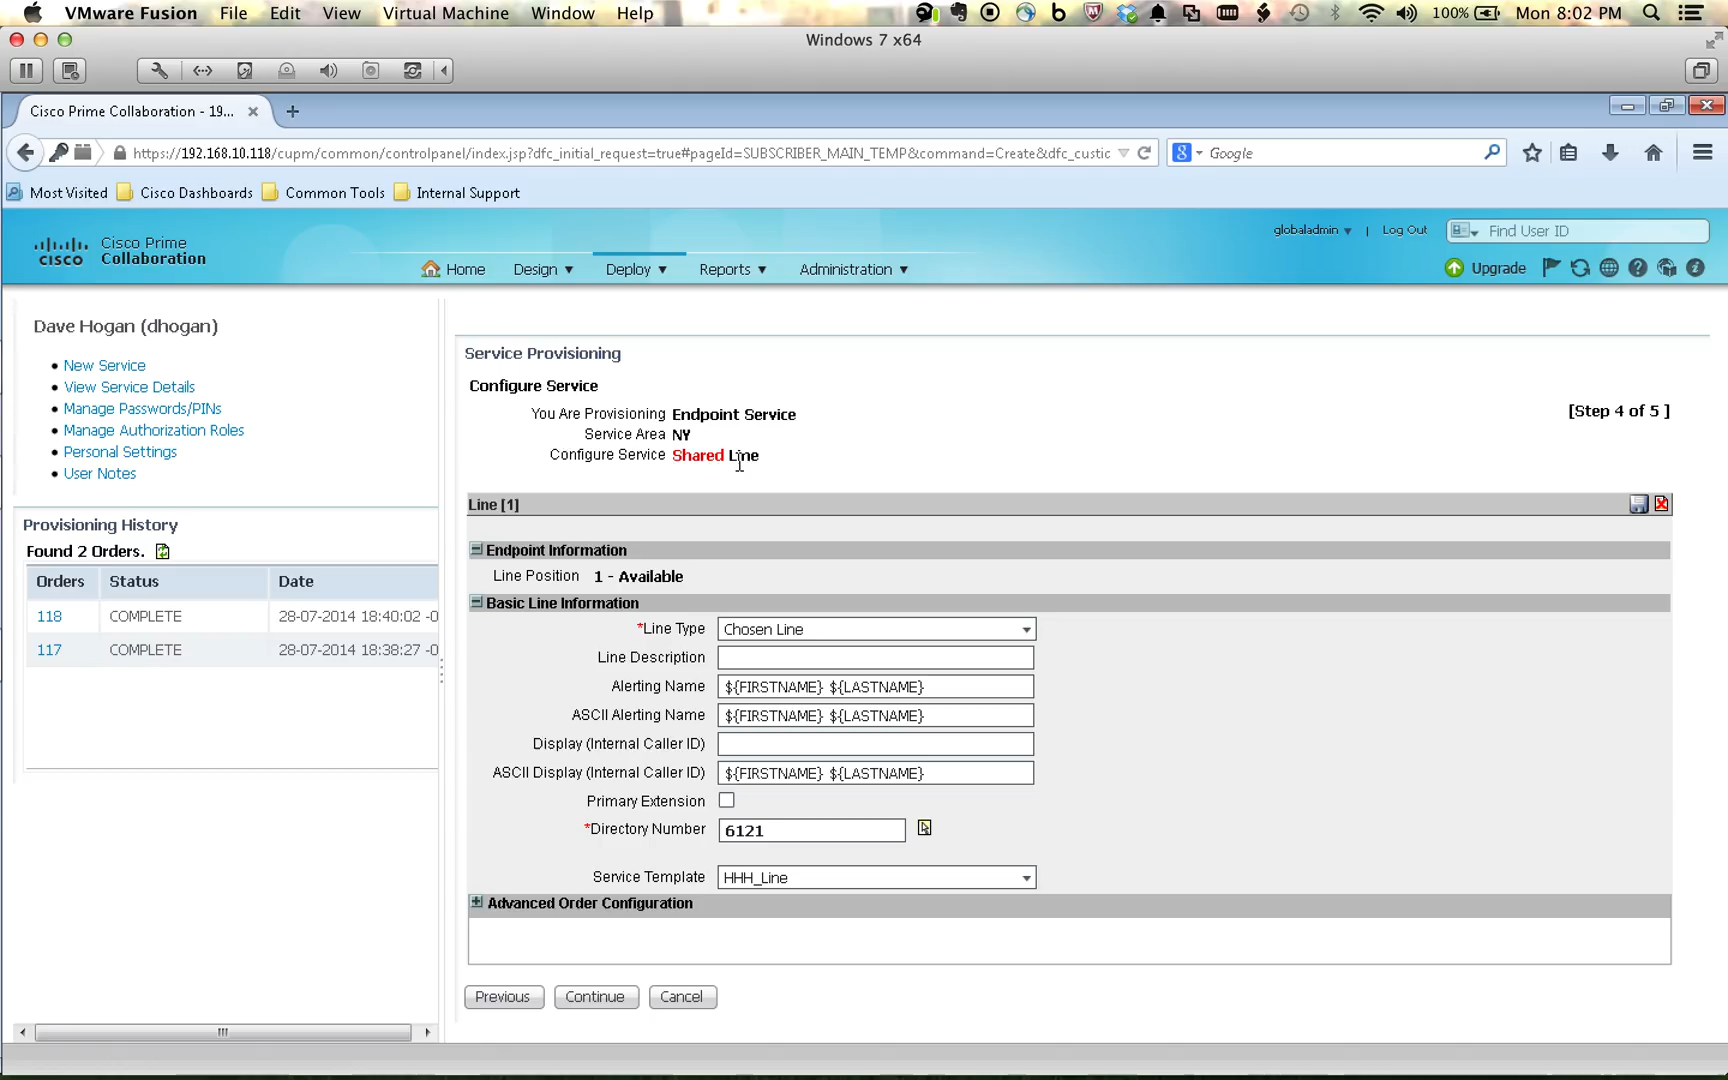 VMware Fusion File Edit View Virtual Machine Window Help 100% Mon 8:02 PM
Windows 7 x64
Cisco Prime Collaboration - 19...
https://192.168.10.118/cupm/common/controlpanel/index.jsp?dfc_initial_request=true#pageId=SUBSCRIBER_MAIN_TEMP&command=Create&dfc_custic Google
Most Visited Cisco Dashboards Common Tools Internal Support
globaladmin | Log Out Find User ID
CISCO Cisco Prime
Collaboration
Home Design Deploy Reports Administration Upgrade
Dave Hogan (dhogan)
New Service
View Service Details
Manage Passwords/PINs
Manage Authorization Roles
Personal Settings
User Notes
Provisioning History
Found 2 Orders.
Orders Status Date
118 COMPLETE 28-07-2014 18:40:02 -0
117 COMPLETE 28-07-2014 18:38:27 -0
Service Provisioning
Configure Service
You Are Provisioning Endpoint Service
[Step 4 of 5 ]
Service Area NY
Configure Service Shared Line
Line [1]
Endpoint Information
Line Position 1 - Available
Basic Line Information
*Line Type Chosen Line
Line Description
Alerting Name ${FIRSTNAME} ${LASTNAME}
ASCII Alerting Name ${FIRSTNAME} ${LASTNAME}
Display (Internal Caller ID)
ASCII Display (Internal Caller ID) ${FIRSTNAME} ${LASTNAME}
Primary Extension
*Directory Number 6121
Service Template HHH_Line
Advanced Order Configuration
Previous Continue Cancel